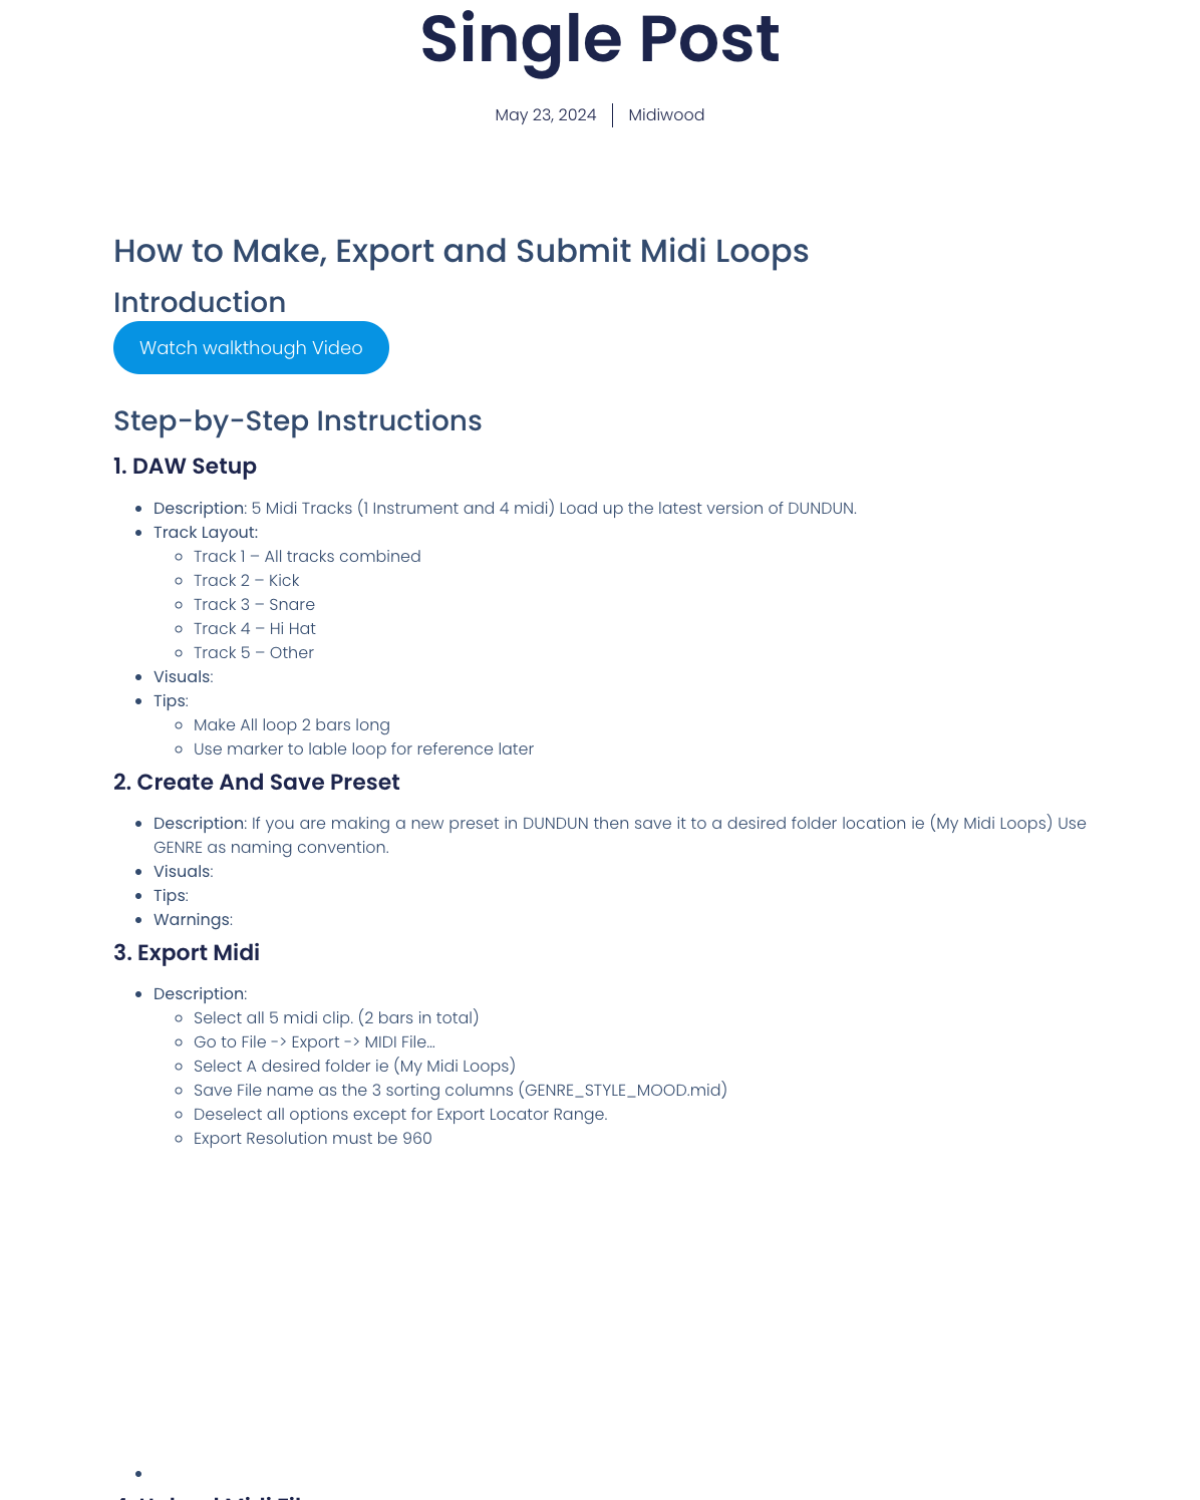 Single Post
May 23, 2024 | Midiwood
How to Make, Export and Submit Midi Loops
Introduction
Watch walkthough Video
Step-by-Step Instructions
1. DAW Setup
• Description: 5 Midi Tracks (1 Instrument and 4 midi) Load up the latest version of DUNDUN.
• Track Layout:
◦ Track 1 – All tracks combined
◦ Track 2 – Kick
◦ Track 3 – Snare
◦ Track 4 – Hi Hat
◦ Track 5 – Other
• Visuals:
• Tips:
◦ Make All loop 2 bars long
◦ Use marker to lable loop for reference later
2. Create And Save Preset
• Description: If you are making a new preset in DUNDUN then save it to a desired folder location ie (My Midi Loops) Use
GENRE as naming convention.
• Visuals:
• Tips:
• Warnings:
3. Export Midi
• Description:
◦ Select all 5 midi clip. (2 bars in total)
◦ Go to File -> Export -> MIDI File…
◦ Select A desired folder ie (My Midi Loops)
◦ Save File name as the 3 sorting columns (GENRE_STYLE_MOOD.mid)
◦ Deselect all options except for Export Locator Range.
◦ Export Resolution must be 960